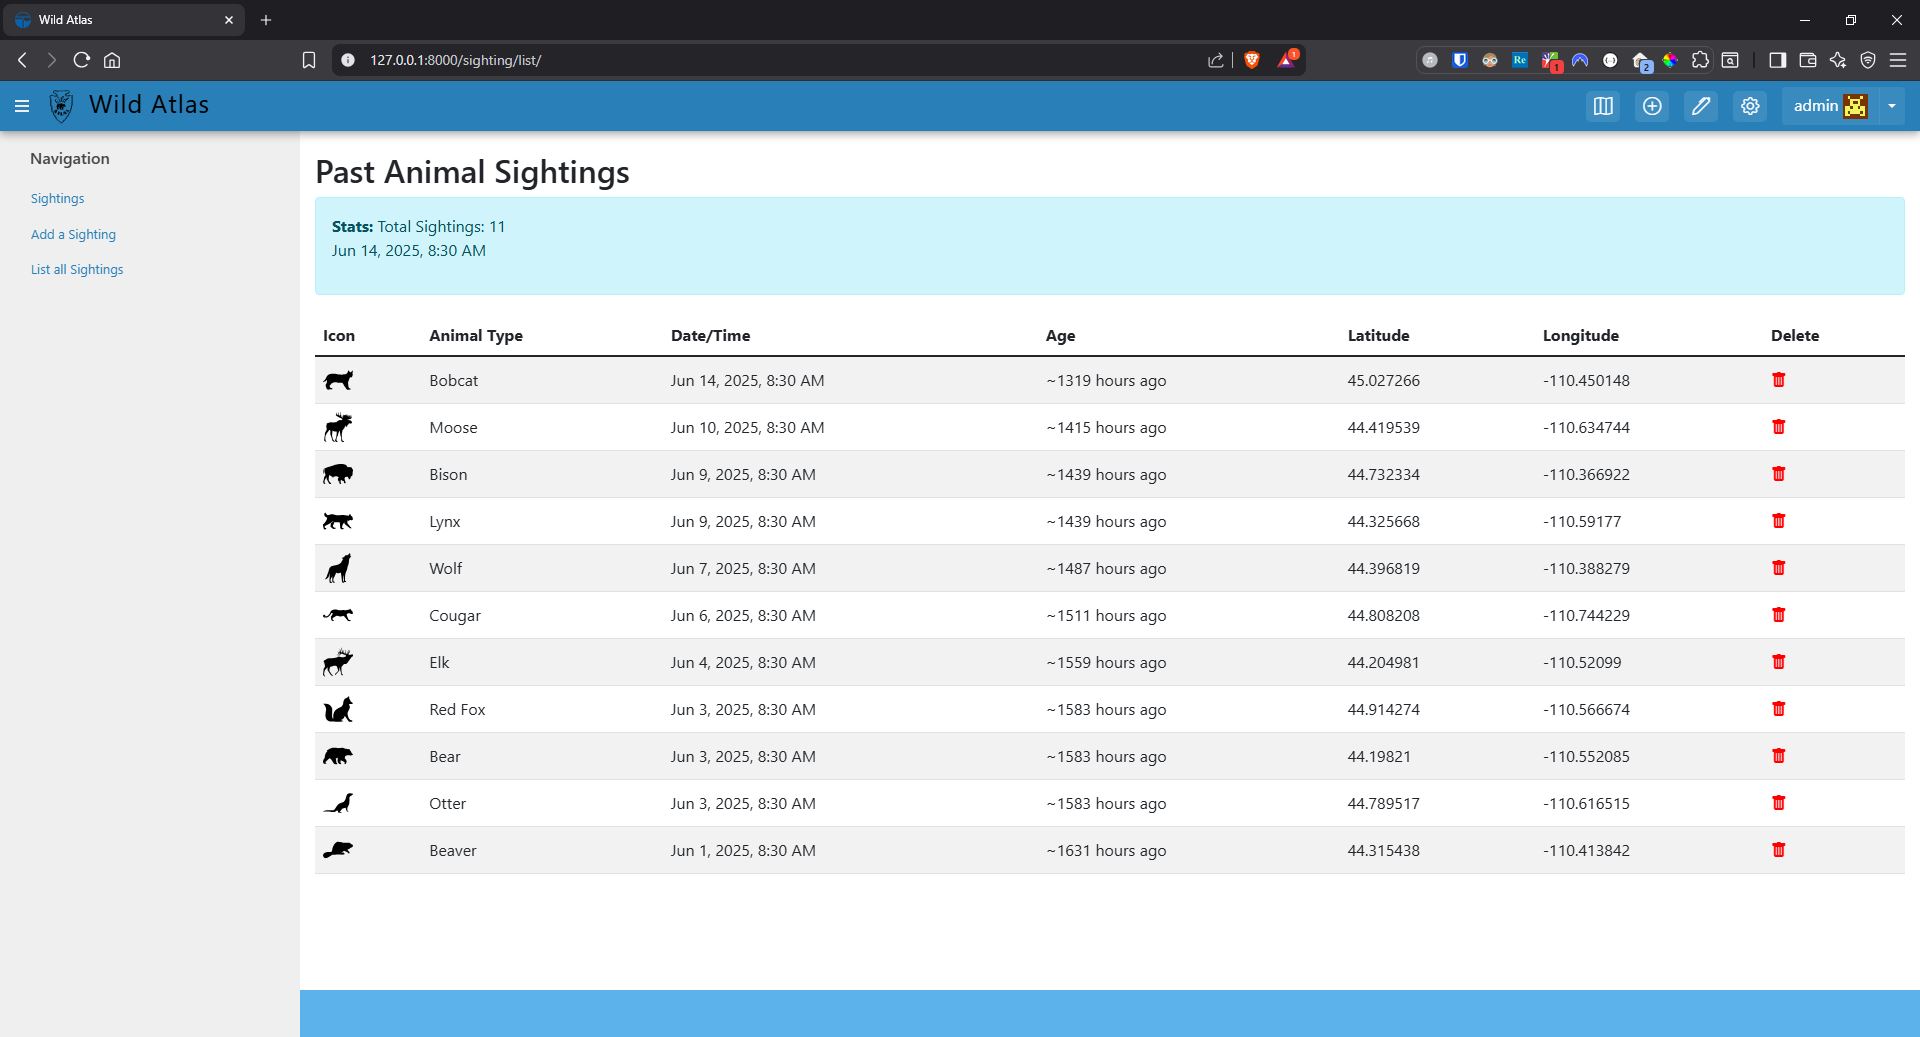 Wild Atlas
127.0.0.1:8000/sighting/list/
1
Re
1
2
Wild Atlas
admin
Navigation
Sightings
Add a Sighting
List all Sightings
Past Animal Sightings
Stats: Total Sightings: 11
Jun 14, 2025, 8:30 AM
Icon Animal Type Date/Time Age Latitude Longitude Delete
Bobcat Jun 14, 2025, 8:30 AM ~1319 hours ago 45.027266 -110.450148
Moose Jun 10, 2025, 8:30 AM ~1415 hours ago 44.419539 -110.634744
Bison Jun 9, 2025, 8:30 AM ~1439 hours ago 44.732334 -110.366922
Lynx Jun 9, 2025, 8:30 AM ~1439 hours ago 44.325668 -110.59177
Wolf Jun 7, 2025, 8:30 AM ~1487 hours ago 44.396819 -110.388279
Cougar Jun 6, 2025, 8:30 AM ~1511 hours ago 44.808208 -110.744229
Elk Jun 4, 2025, 8:30 AM ~1559 hours ago 44.204981 -110.52099
Red Fox Jun 3, 2025, 8:30 AM ~1583 hours ago 44.914274 -110.566674
Bear Jun 3, 2025, 8:30 AM ~1583 hours ago 44.19821 -110.552085
Otter Jun 3, 2025, 8:30 AM ~1583 hours ago 44.789517 -110.616515
Beaver Jun 1, 2025, 8:30 AM ~1631 hours ago 44.315438 -110.413842